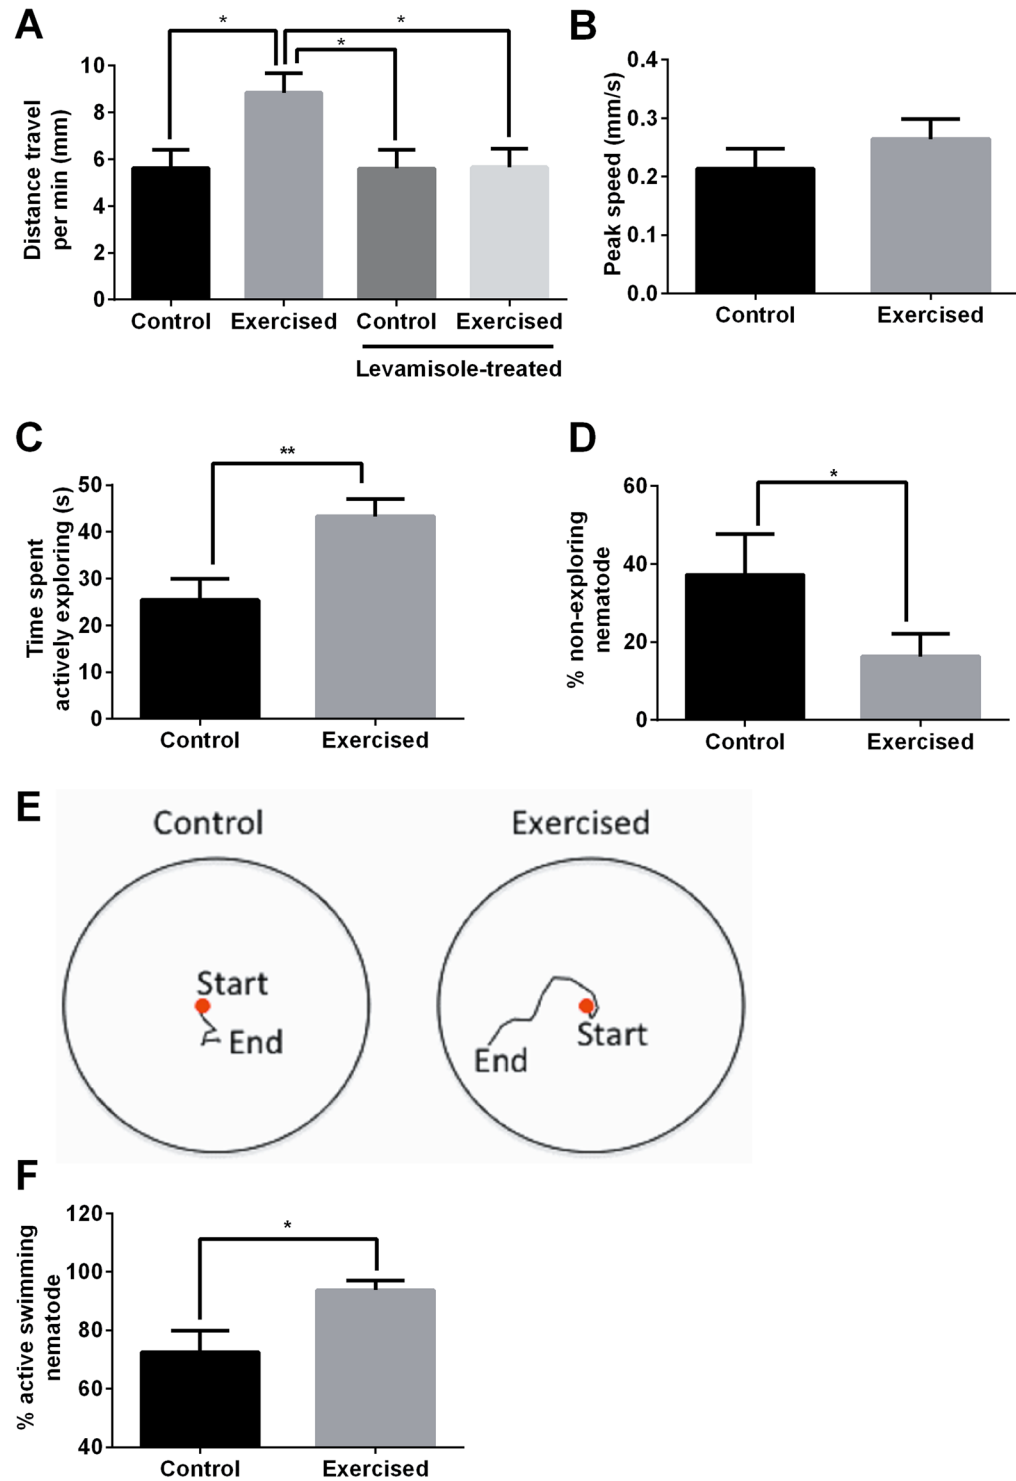 A
*
*
*
Distance travel
per min (mm)
10
8
6
4
2
0
Control
Exercised
Control
Exercised
Levamisole-treated
B
Peak speed (mm/s)
0.4
0.3
0.2
0.1
0.0
Control
Exercised
C
**
Time spent
actively exploring (s)
50
40
30
20
10
0
Control
Exercised
D
*
% non-exploring
nematode
60
40
20
0
Control
Exercised
E
Control
Start
End
Exercised
Start
End
F
*
% active swimming
nematode
120
100
80
60
40
Control
Exercised